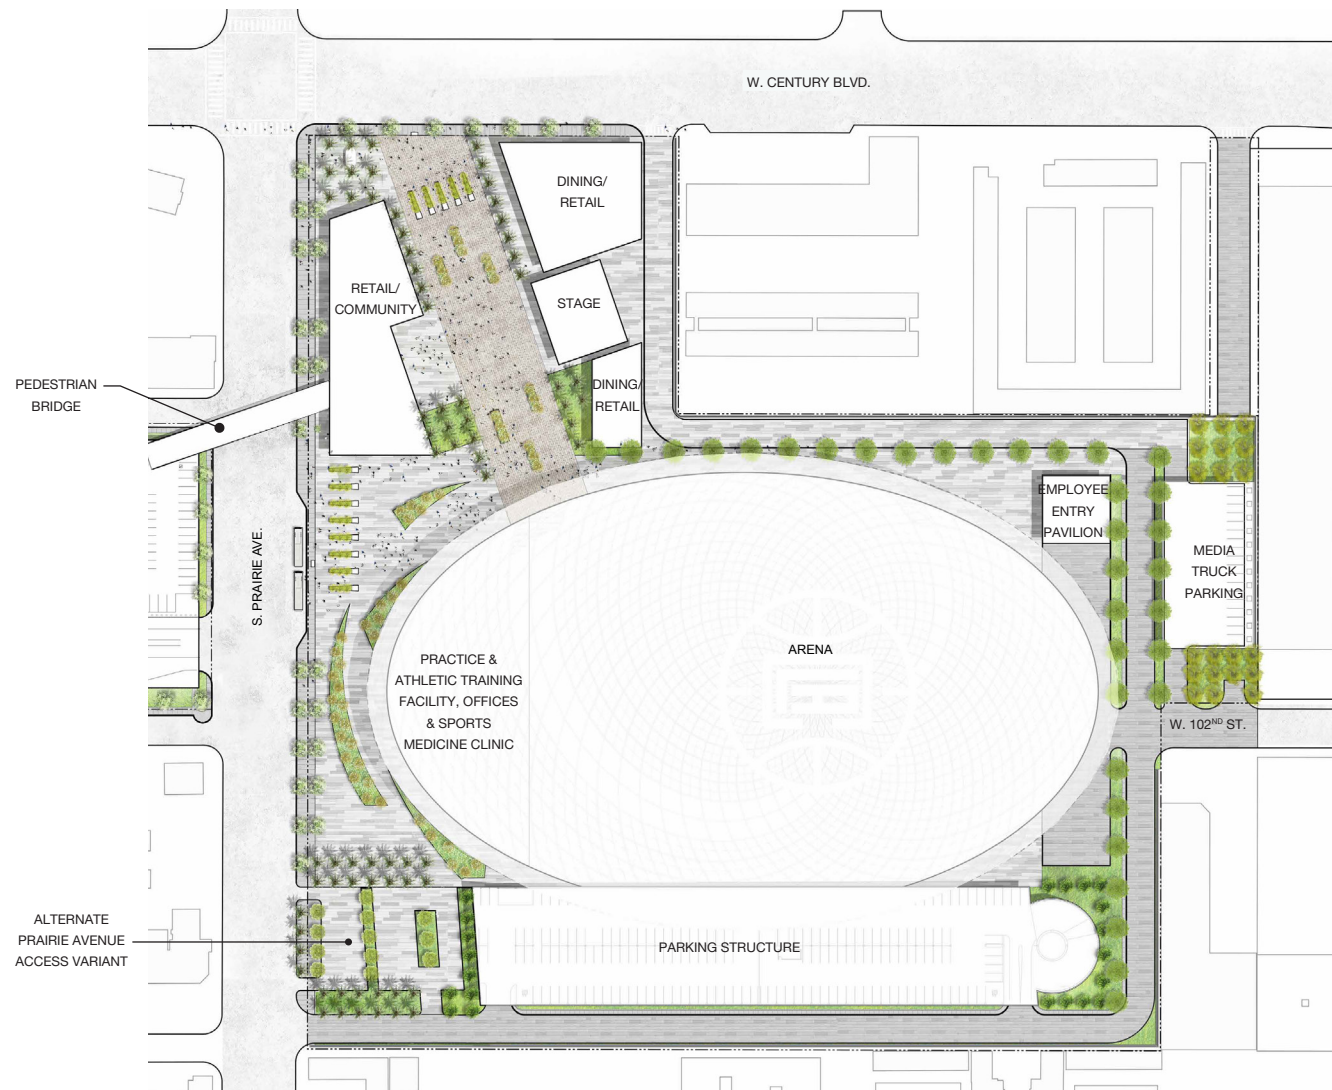 W. CENTURY BLVD.
DINING/
RETAIL
RETAIL/
COMMUNITY
STAGE
PEDESTRIAN
BRIDGE
DINING/
RETAIL
S. PRAIRIE AVE.
EMPLOYEE
ENTRY
PAVILION
MEDIA
TRUCK
PARKING
PRACTICE &
ATHLETIC TRAINING
FACILITY, OFFICES
& SPORTS
MEDICINE CLINIC
ARENA
W. 102ND ST.
ALTERNATE
PRAIRIE AVENUE
ACCESS VARIANT
PARKING STRUCTURE